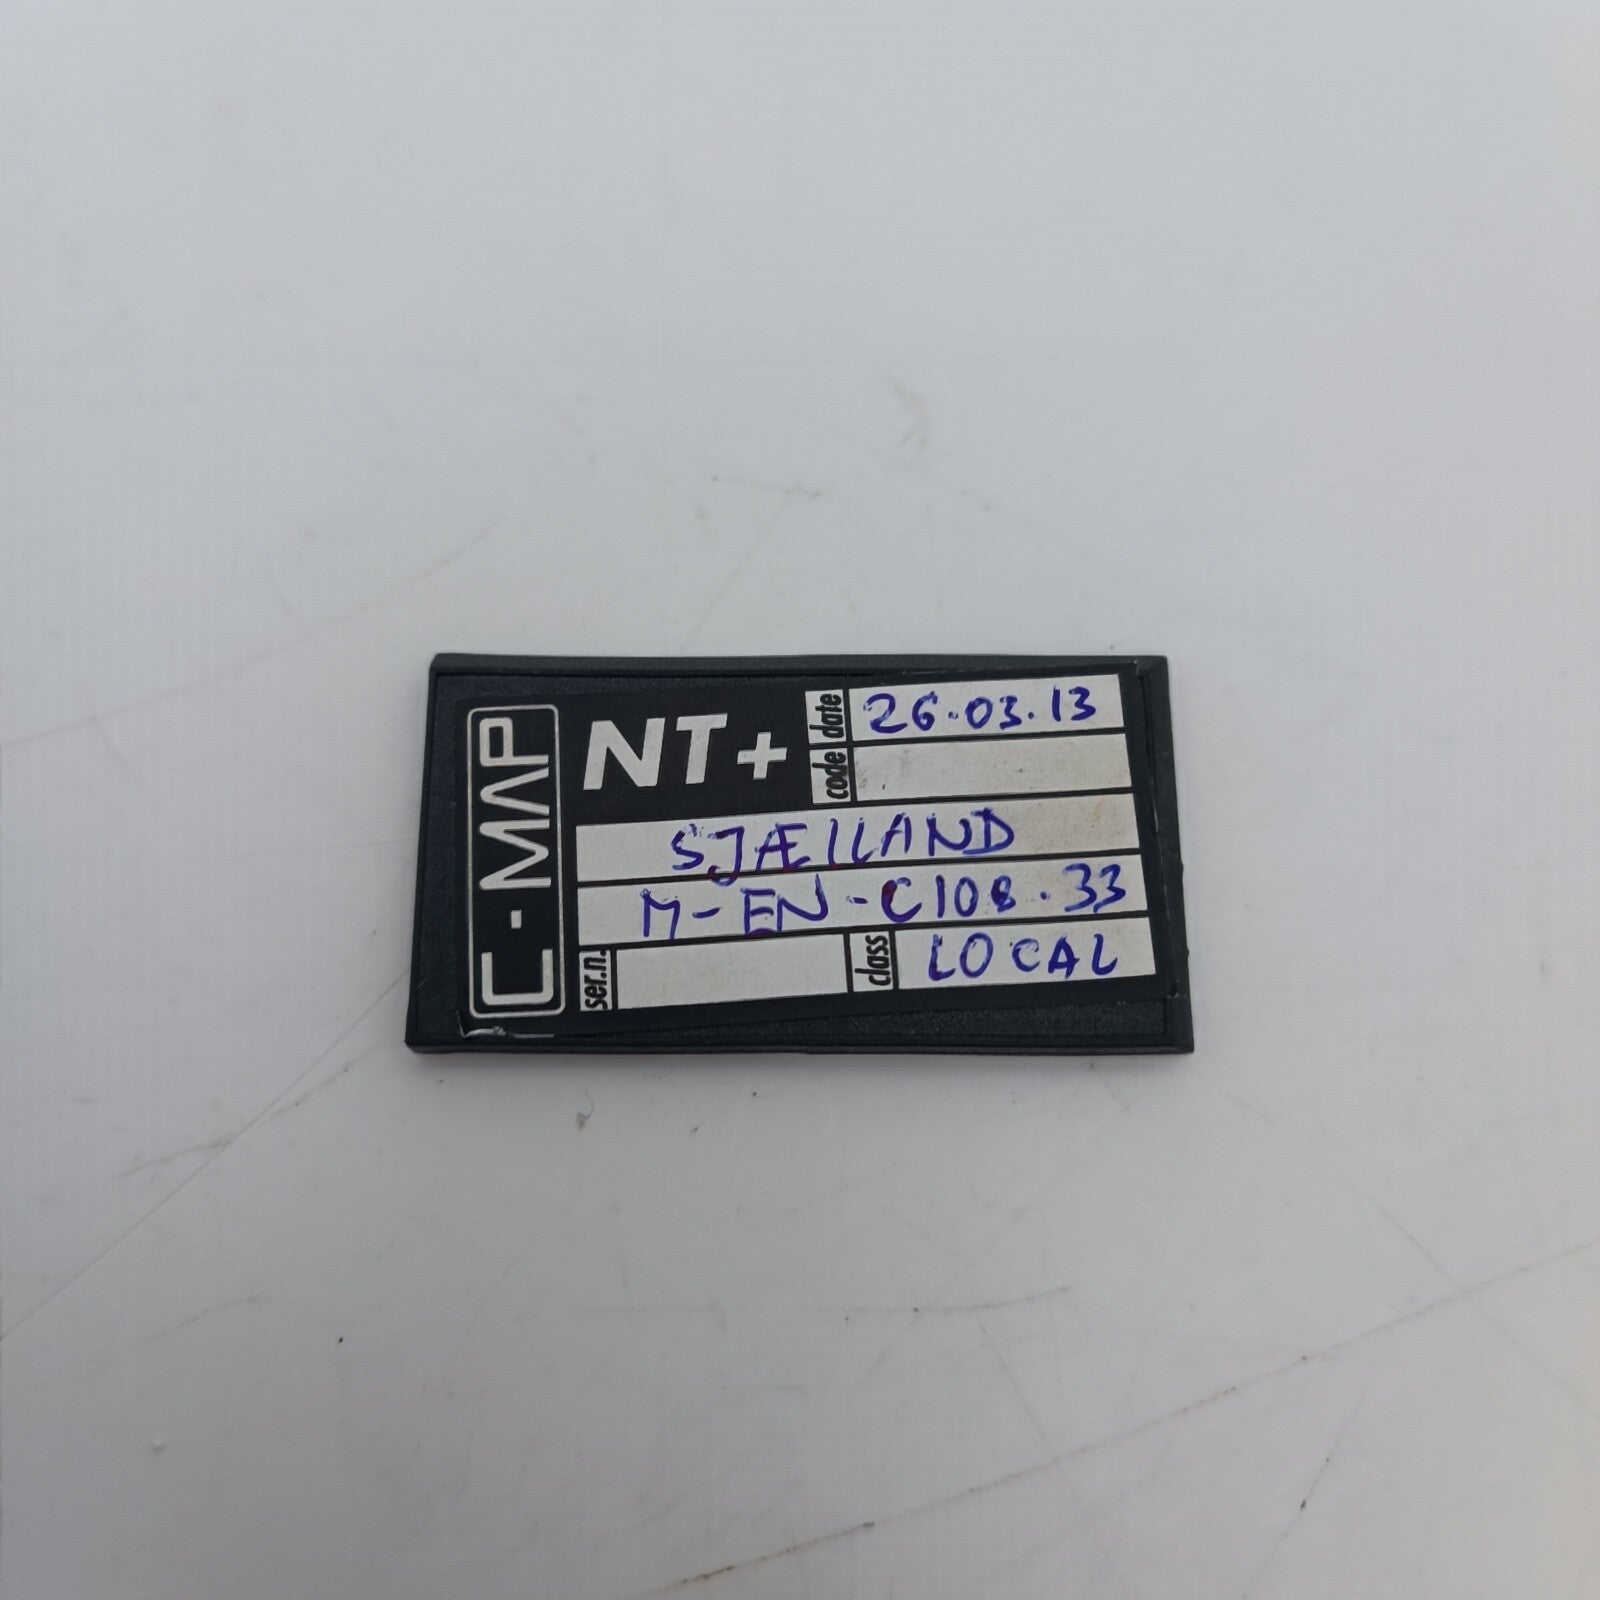 C-MAP
NT+
date 26.03.13
code
SJÆLLAND
M-EN-C108.33
ser.n. class LOCAL